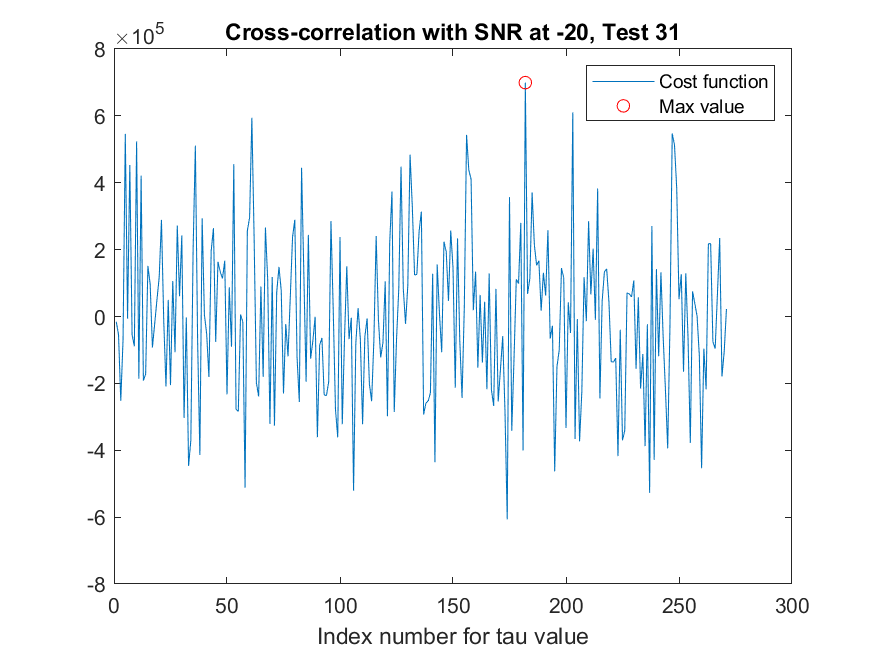 Cross-correlation with SNR at -20, Test 31
×10^5
8
6
4
2
0
-2
-4
-6
-8
Cost function
Max value
0 50 100 150 200 250 300
Index number for tau value